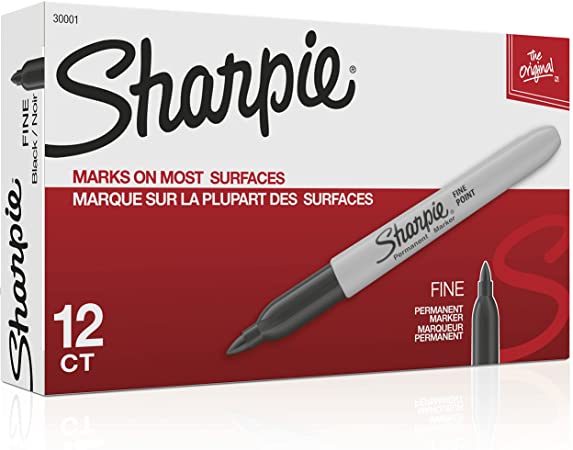 30001
Sharpie®
The Original
FINE
Black / Noir
Sharpie
MARKS ON MOST SURFACES
MARQUE SUR LA PLUPART DES SURFACES
Sharpie®
Permanent Marker
FINE
POINT
12
CT
FINE
PERMANENT
MARKER
MARQUEUR
PERMANENT